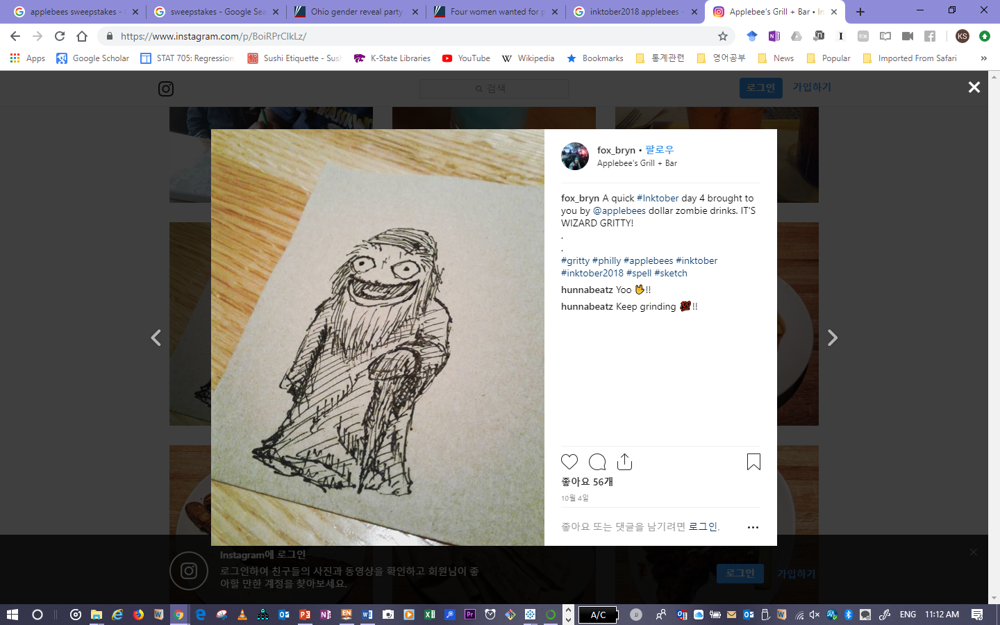 applebees sweepstakes -
sweepstakes - Google Sea
Ohio gender reveal party
Four women wanted for p
inktober2018 applebees -
Applebee's Grill + Bar • In
https://www.instagram.com/p/BoiRPrClkLz/
KS
Apps
Google Scholar
STAT 705: Regression
Sushi Etiquette - Sus
K-State Libraries
YouTube
Wikipedia
Bookmarks
통계관련
영어공부
News
Popular
Imported From Safari
검색
로그인
가입하기
fox_bryn • 팔로우
Applebee's Grill + Bar
fox_bryn A quick #Inktober day 4 brought to
you by @applebees dollar zombie drinks. IT'S
WIZARD GRITTY!
.
.
#gritty #philly #applebees #inktober
#inktober2018 #spell #sketch
hunnabeatz Yoo 🤟!!
hunnabeatz Keep grinding 💯!!
좋아요 56개
10월 4일
좋아요 또는 댓글을 남기려면 로그인.
Instagram에 로그인
로그인하여 친구들의 사진과 동영상을 확인하고 회원님이 좋
아할 만한 계정을 찾아보세요.
로그인
가입하기
A/C
ENG
11:12 AM